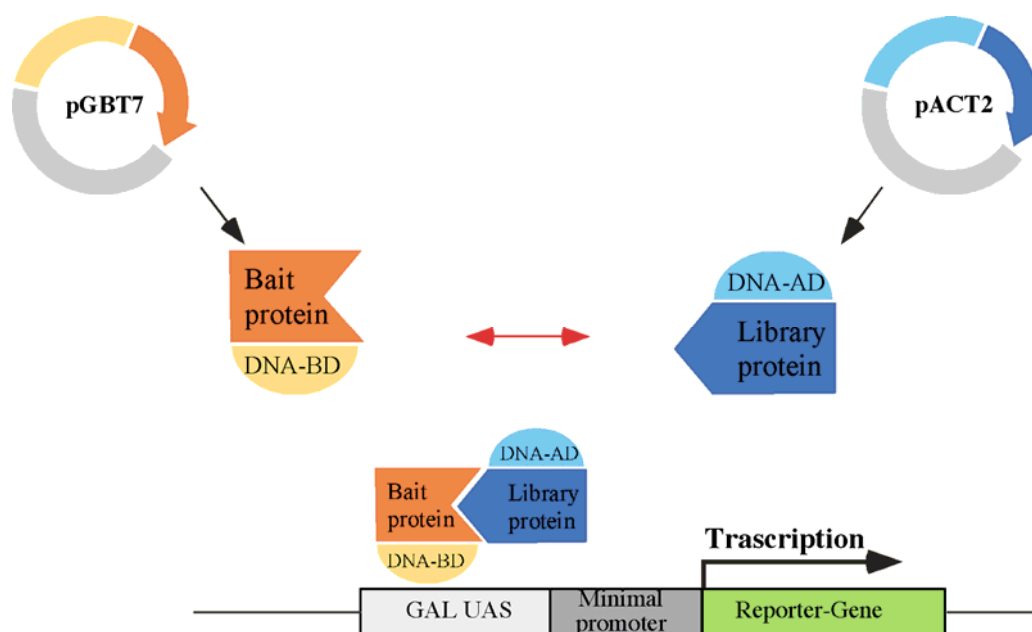 pGBT7
pACT2
Bait
protein
DNA-BD
DNA-AD
Library
protein
DNA-AD
Bait
protein
Library
protein
DNA-BD
Trascription
GAL UAS
Minimal
promoter
Reporter-Gene